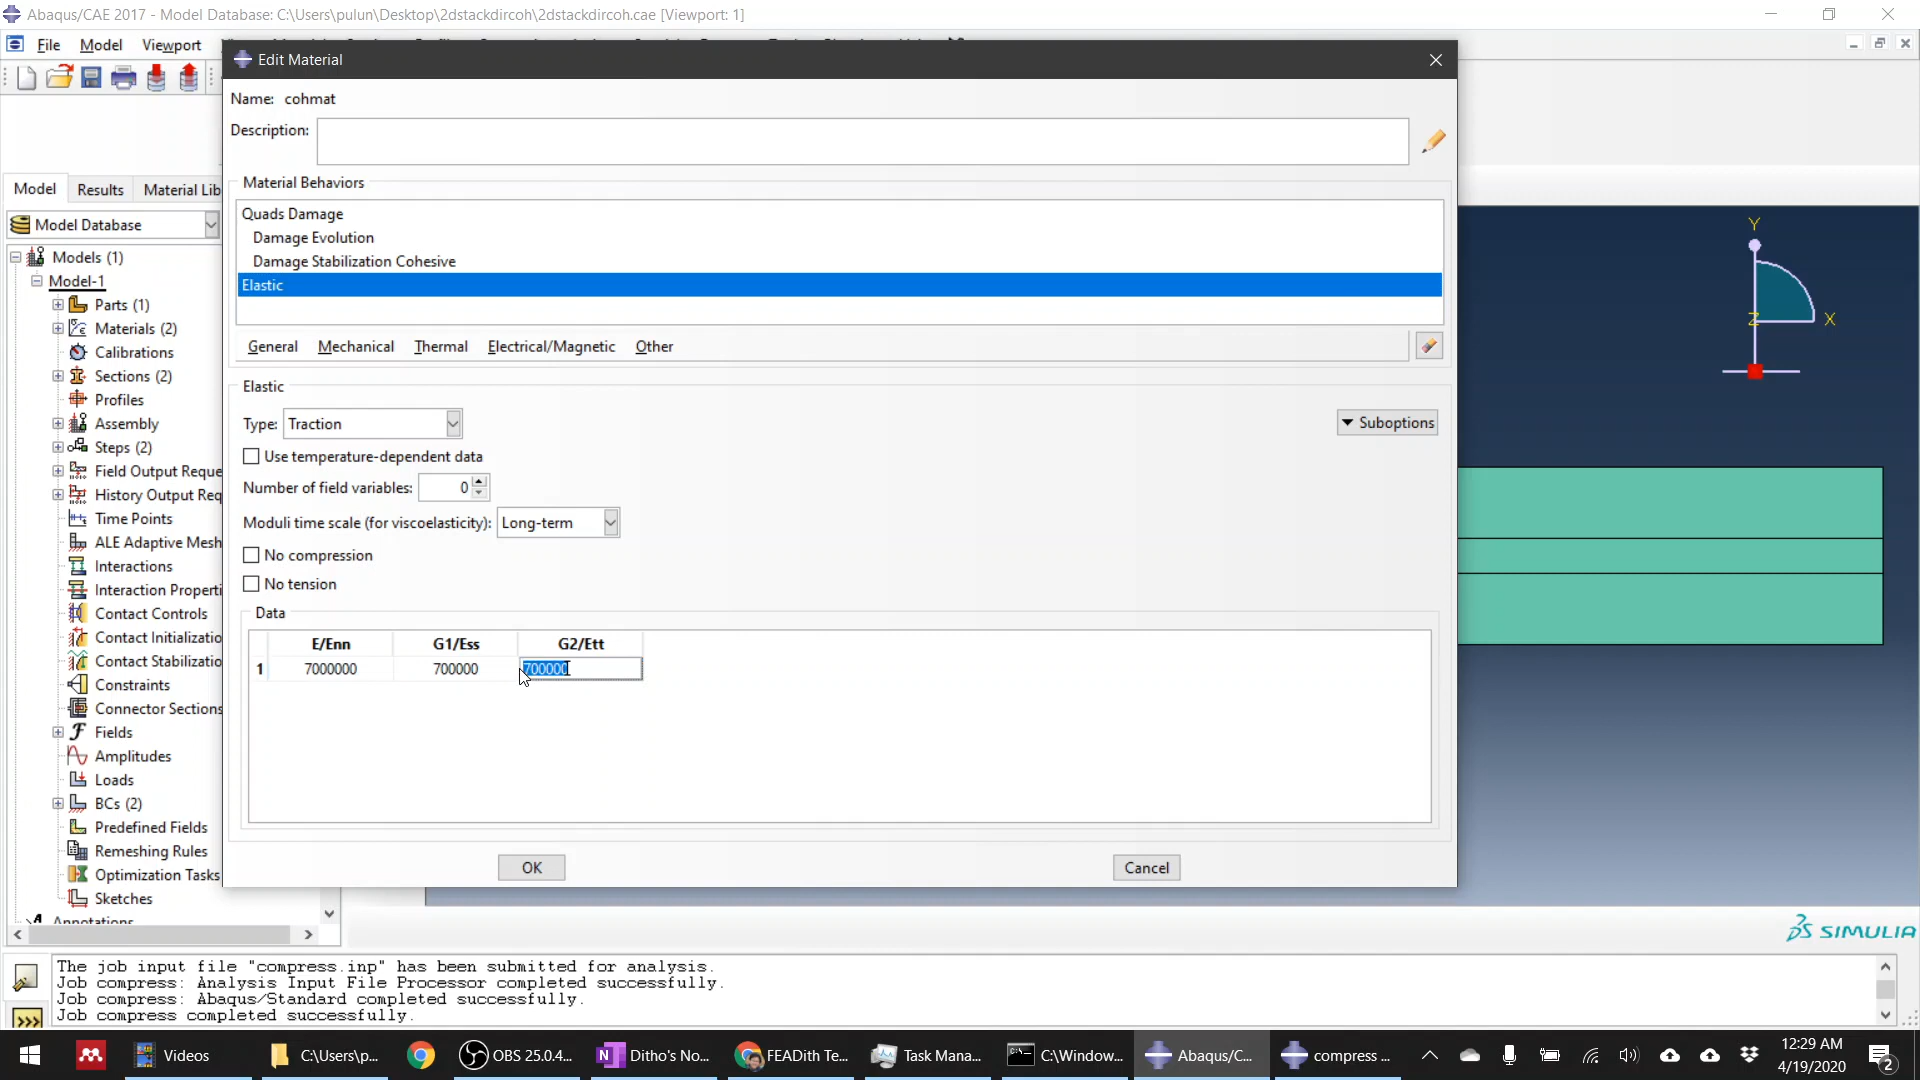 Abaqus/CAE 2017 - Model Database: C:\Users\pulun\Desktop\2dstackdircoh\2dstackdircoh.cae [Viewport: 1]
File Model Viewport
Edit Material
Name: cohmat
Description:
Material Behaviors
Quads Damage
Damage Evolution
Damage Stabilization Cohesive
Elastic
General Mechanical Thermal Electrical/Magnetic Other
Elastic
Type: Traction
Suboptions
Use temperature-dependent data
Number of field variables: 0
Moduli time scale (for viscoelasticity): Long-term
No compression
No tension
Data
E/Enn G1/Ess G2/Ett
1 7000000 700000 700000
OK Cancel
Model Results Material Lib
Model Database
Models (1)
Model-1
Parts (1)
Materials (2)
Calibrations
Sections (2)
Profiles
Assembly
Steps (2)
Field Output Reque
History Output Req
Time Points
ALE Adaptive Mesh
Interactions
Interaction Properti
Contact Controls
Contact Initializatio
Contact Stabilizatio
Constraints
Connector Sections
Fields
Amplitudes
Loads
BCs (2)
Predefined Fields
Remeshing Rules
Optimization Tasks
Sketches
Y
Z X
SIMULIA
The job input file "compress.inp" has been submitted for analysis.
Job compress: Analysis Input File Processor completed successfully.
Job compress: Abaqus/Standard completed successfully.
Job compress completed successfully.
Videos C:\Users\p... OBS 25.0.4... Ditho's No... FEADith Te... Task Mana... C:\Window... Abaqus/C... compress ...
12:29 AM
4/19/2020
2